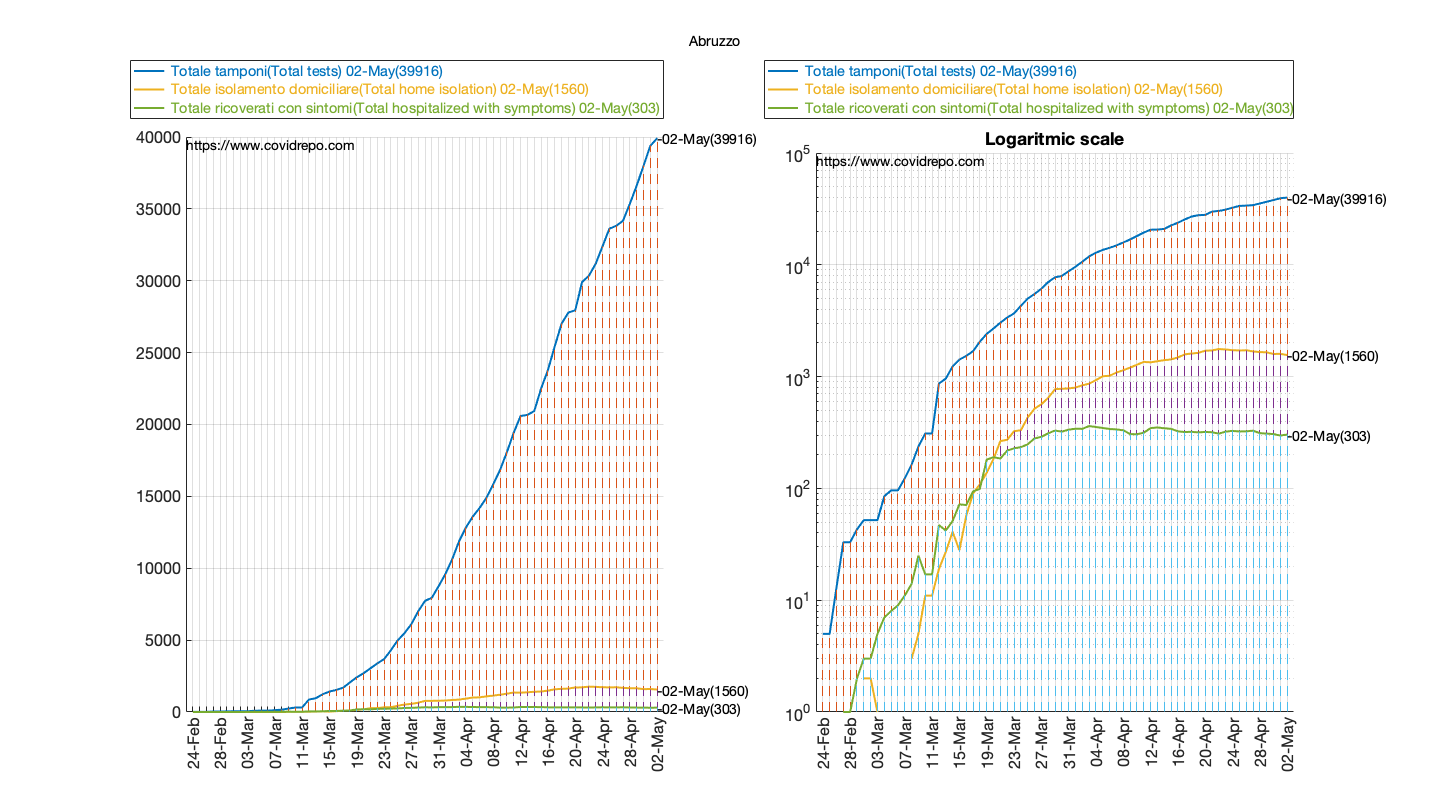 Abruzzo
Totale tamponi(Total tests) 02-May(39916)
Totale isolamento domiciliare(Total home isolation) 02-May(1560)
Totale ricoverati con sintomi(Total hospitalized with symptoms) 02-May(303)
https://www.covidrepo.com
40000
35000
30000
25000
20000
15000
10000
5000
0
02-May(39916)
02-May(1560)
02-May(303)
24-Feb
28-Feb
03-Mar
07-Mar
11-Mar
15-Mar
19-Mar
23-Mar
27-Mar
31-Mar
04-Apr
08-Apr
12-Apr
16-Apr
20-Apr
24-Apr
28-Apr
02-May
Totale tamponi(Total tests) 02-May(39916)
Totale isolamento domiciliare(Total home isolation) 02-May(1560)
Totale ricoverati con sintomi(Total hospitalized with symptoms) 02-May(303)
Logaritmic scale
https://www.covidrepo.com
10^5
10^4
10^3
10^2
10^1
10^0
02-May(39916)
02-May(1560)
02-May(303)
24-Feb
28-Feb
03-Mar
07-Mar
11-Mar
15-Mar
19-Mar
23-Mar
27-Mar
31-Mar
04-Apr
08-Apr
12-Apr
16-Apr
20-Apr
24-Apr
28-Apr
02-May